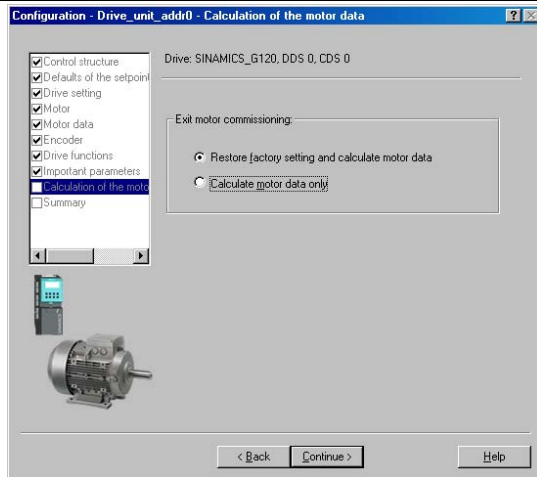 Configuration - Drive_unit_addr0 - Calculation of the motor data
Control structure
Defaults of the setpoint
Drive setting
Motor
Motor data
Encoder
Drive functions
Important parameters
Calculation of the moto
Summary
Drive: SINAMICS_G120, DDS 0, CDS 0
Exit motor commissioning:
Restore factory setting and calculate motor data
Calculate motor data only
< Back
Continue >
Help